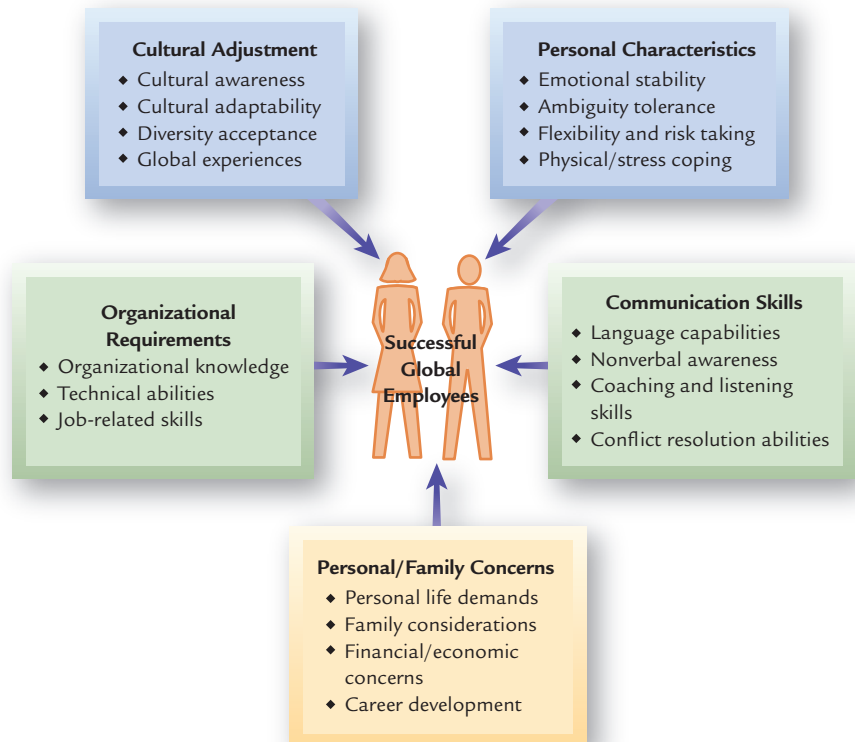 Cultural Adjustment
◆ Cultural awareness
◆ Cultural adaptability
◆ Diversity acceptance
◆ Global experiences
Personal Characteristics
◆ Emotional stability
◆ Ambiguity tolerance
◆ Flexibility and risk taking
◆ Physical/stress coping
Organizational
Requirements
◆ Organizational knowledge
◆ Technical abilities
◆ Job-related skills
Successful
Global
Employees
Communication Skills
◆ Language capabilities
◆ Nonverbal awareness
◆ Coaching and listening
skills
◆ Conflict resolution abilities
Personal/Family Concerns
◆ Personal life demands
◆ Family considerations
◆ Financial/economic
concerns
◆ Career development